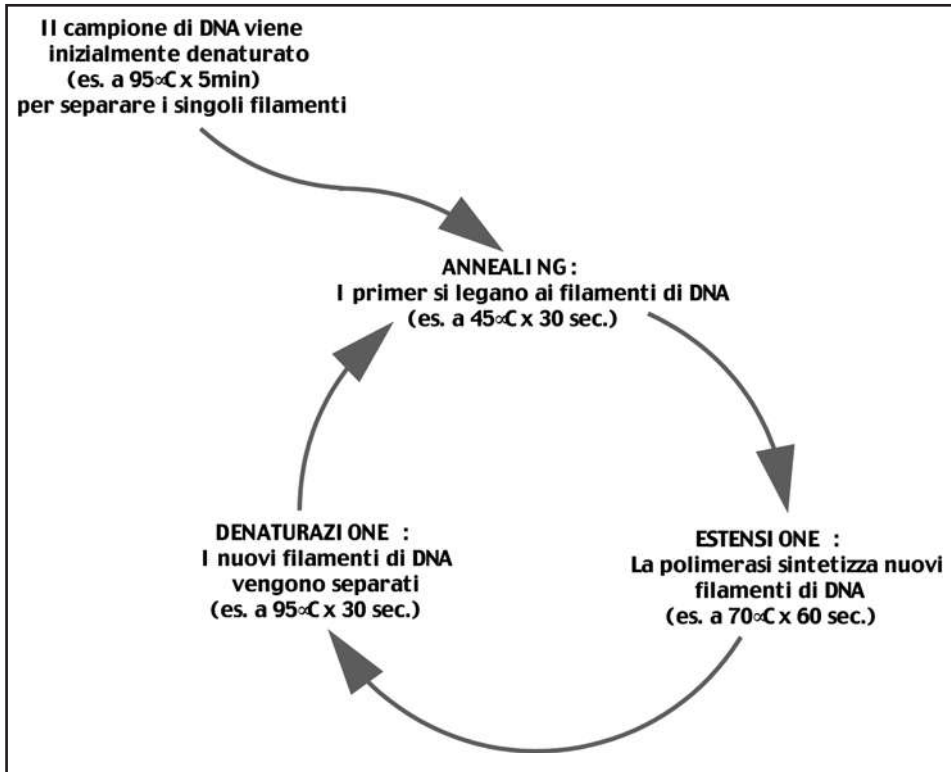 Il campione di DNA viene
inizialmente denaturato
(es. a 95∝C x 5min)
per separare i singoli filamenti
ANNEALING:
I primer si legano ai filamenti di DNA
(es. a 45∝C x 30 sec.)
ESTENSIONE :
La polimerasi sintetizza nuovi
filamenti di DNA
(es. a 70∝C x 60 sec.)
DENATURAZIONE :
I nuovi filamenti di DNA
vengono separati
(es. a 95∝C x 30 sec.)